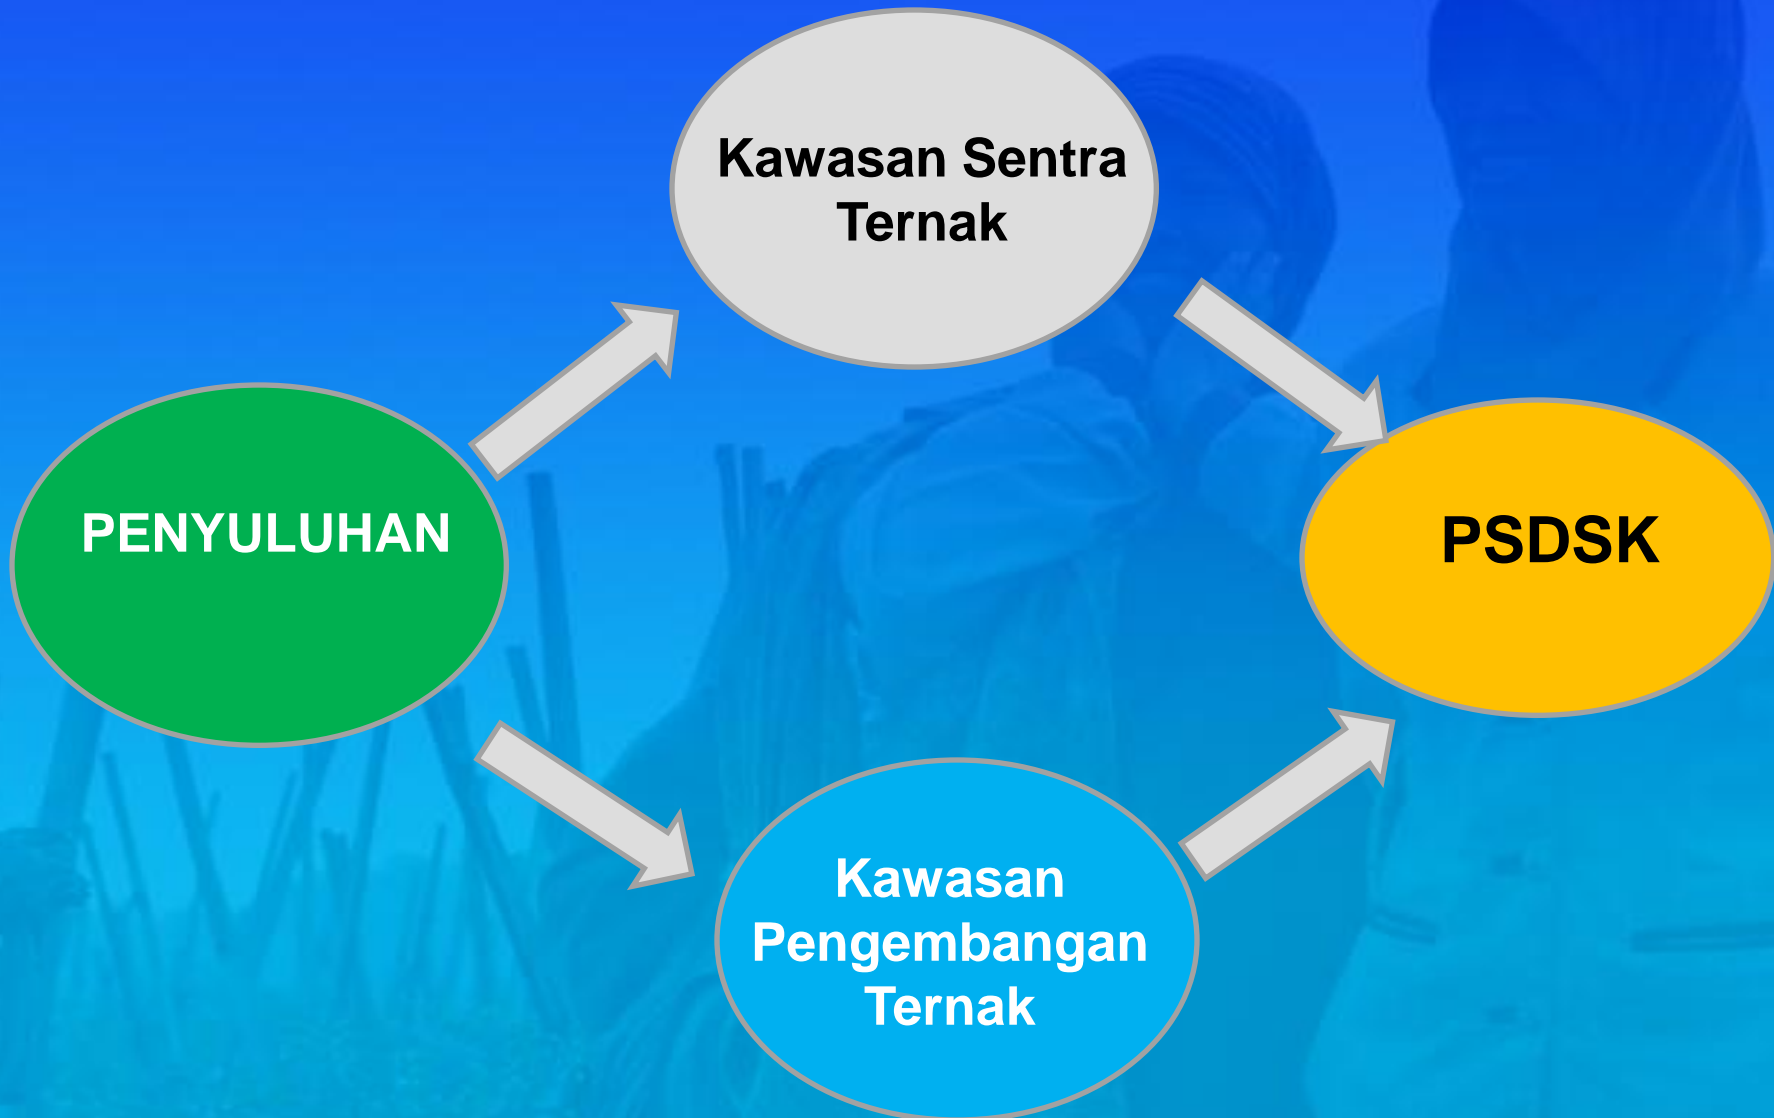 Kawasan Sentra
Ternak
PENYULUHAN
PSDSK
Kawasan
Pengembangan
Ternak